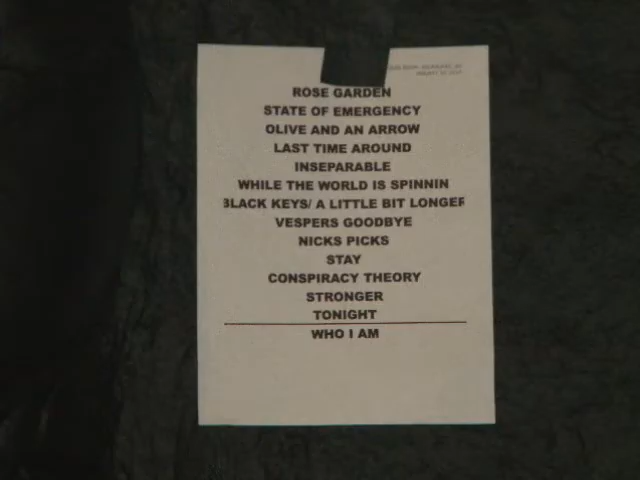 ROSE GARDEN
STATE OF EMERGENCY
OLIVE AND AN ARROW
LAST TIME AROUND
INSEPARABLE
WHILE THE WORLD IS SPINNIN
BLACK KEYS/ A LITTLE BIT LONGER
VESPERS GOODBYE
NICKS PICKS
STAY
CONSPIRACY THEORY
STRONGER
TONIGHT
WHO I AM